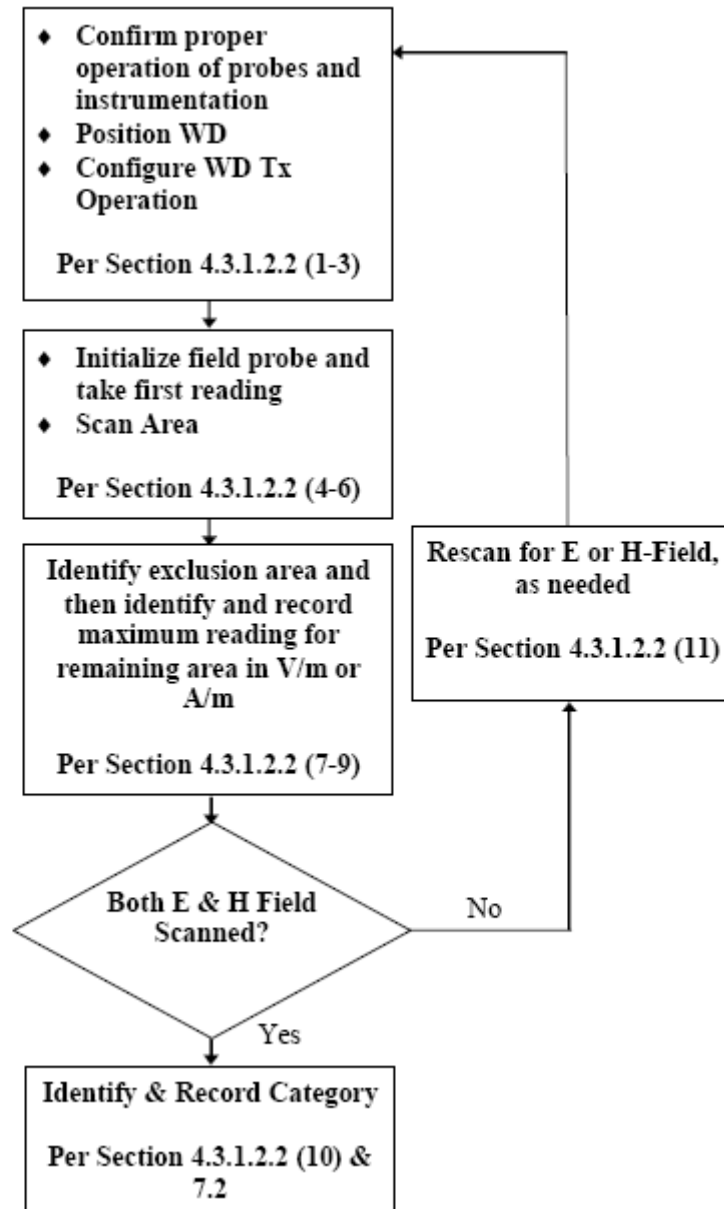 ♦ Confirm proper
operation of probes and
instrumentation
♦ Position WD
♦ Configure WD Tx
Operation
Per Section 4.3.1.2.2 (1-3)
♦ Initialize field probe and
take first reading
♦ Scan Area
Per Section 4.3.1.2.2 (4-6)
Identify exclusion area and
then identify and record
maximum reading for
remaining area in V/m or
A/m
Per Section 4.3.1.2.2 (7-9)
Rescan for E or H-Field,
as needed
Per Section 4.3.1.2.2 (11)
Both E & H Field
Scanned?
No
Yes
Identify & Record Category
Per Section 4.3.1.2.2 (10) &
7.2